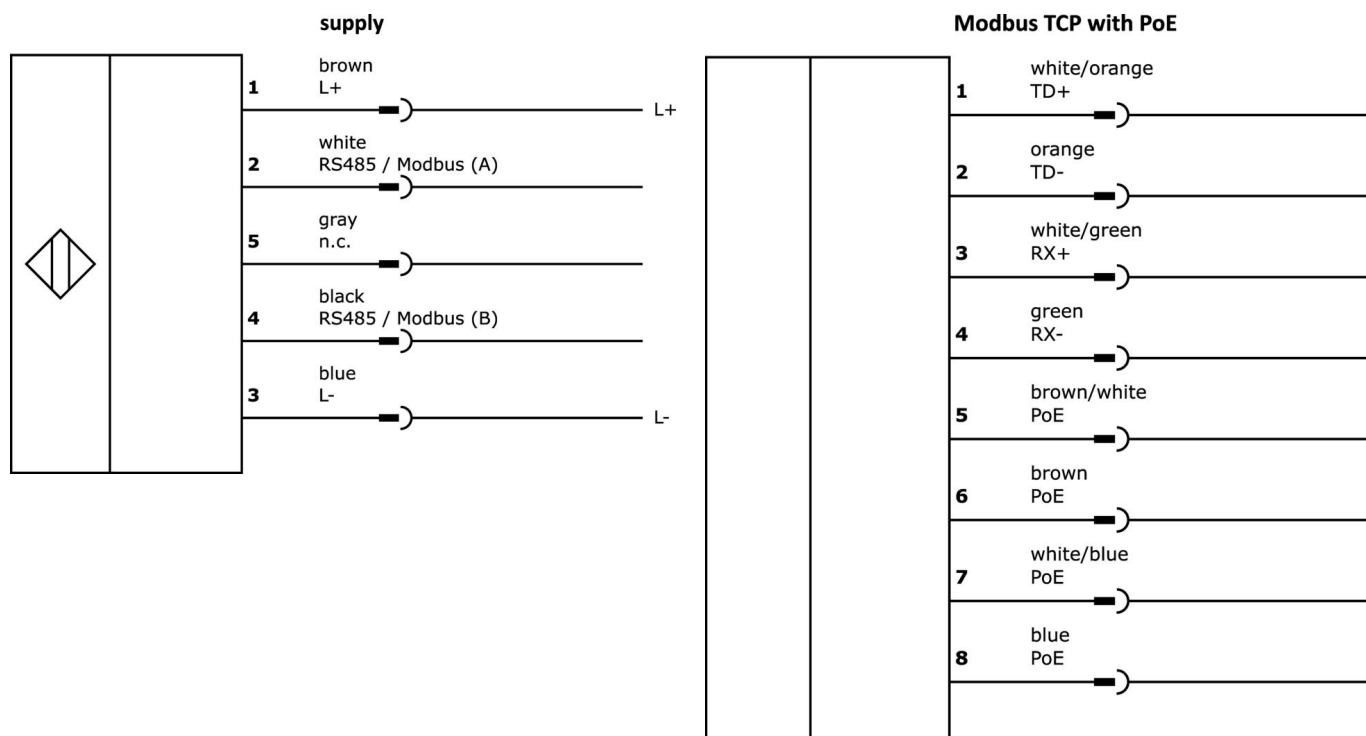 supply
1
brown
L+
L+
2
white
RS485 / Modbus (A)
5
gray
n.c.
4
black
RS485 / Modbus (B)
3
blue
L-
L-
Modbus TCP with PoE
1
white/orange
TD+
2
orange
TD-
3
white/green
RX+
4
green
RX-
5
brown/white
PoE
6
brown
PoE
7
white/blue
PoE
8
blue
PoE